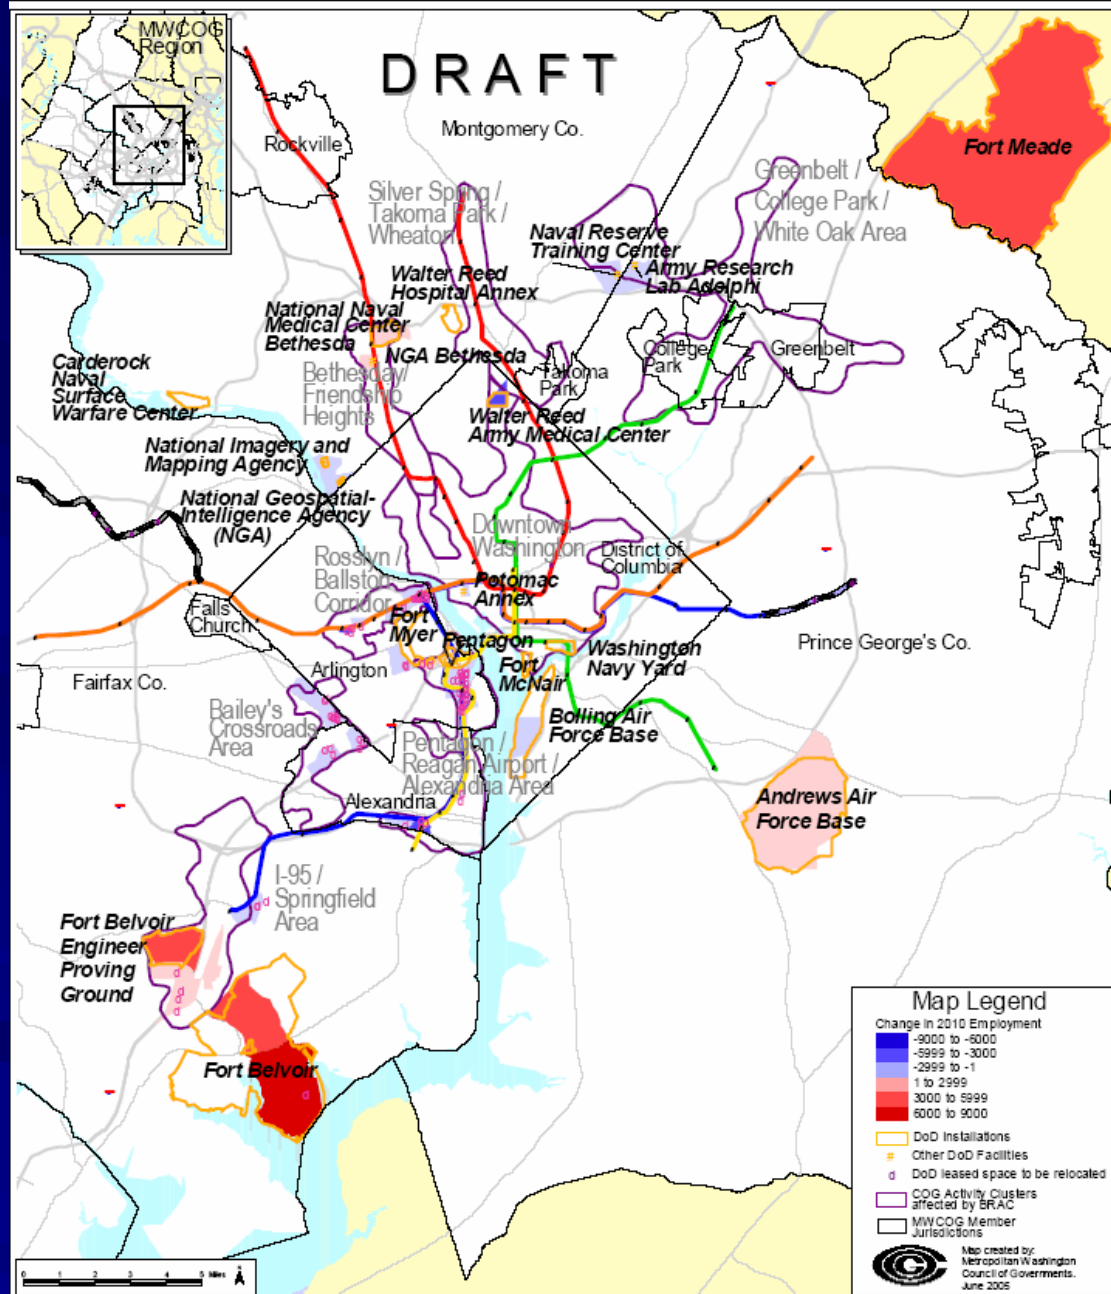 MWCOG
Region
DRAFT
Montgomery Co.
Rockville
Fort Meade
Silver Spring /
Takoma Park /
Wheaton
Greenbelt /
College Park /
White Oak Area
Naval Reserve
Training Center
Army Research
Lab Adelphi
Walter Reed
Hospital Annex
National Naval
Medical Center
Bethesda
NGA Bethesda
College
Park
Greenbelt
Takoma
Park
Carderock
Naval
Surface
Warfare Center
Bethesday/
Friendship
Heights
Walter Reed
Army Medical Center
National Imagery and
Mapping Agency
National Geospatial-
Intelligence Agency
(NGA)
Downtown
Washington
District of
Columbia
Rosslyn /
Ballston
Corridor
Potomac
Annex
Falls
Church
Fort
Myer
Pentagon
Washington
Navy Yard
Prince George's Co.
Arlington
Fort
McNair
Fairfax Co.
Bailey's
Crossroads
Area
Bolling Air
Force Base
Pentagon /
Reagan Airport /
Alexandria Area
Alexandria
Andrews Air
Force Base
I-95 /
Springfield
Area
Fort Belvoir
Engineer
Proving
Ground
Fort Belvoir
Map Legend
Change in 2010 Employment
-9000 to -6000
-5999 to -3000
-2999 to -1
1 to 2999
3000 to 5999
6000 to 9000
DoD Installations
# Other DoD Facilities
d DoD leased space to be relocated
COG Activity Clusters
affected by BRAC
MWCOG Member
Jurisdictions
Map created by:
Metropolitan Washington
Council of Governments.
June 2005
0 1 2 3 4 5 Miles